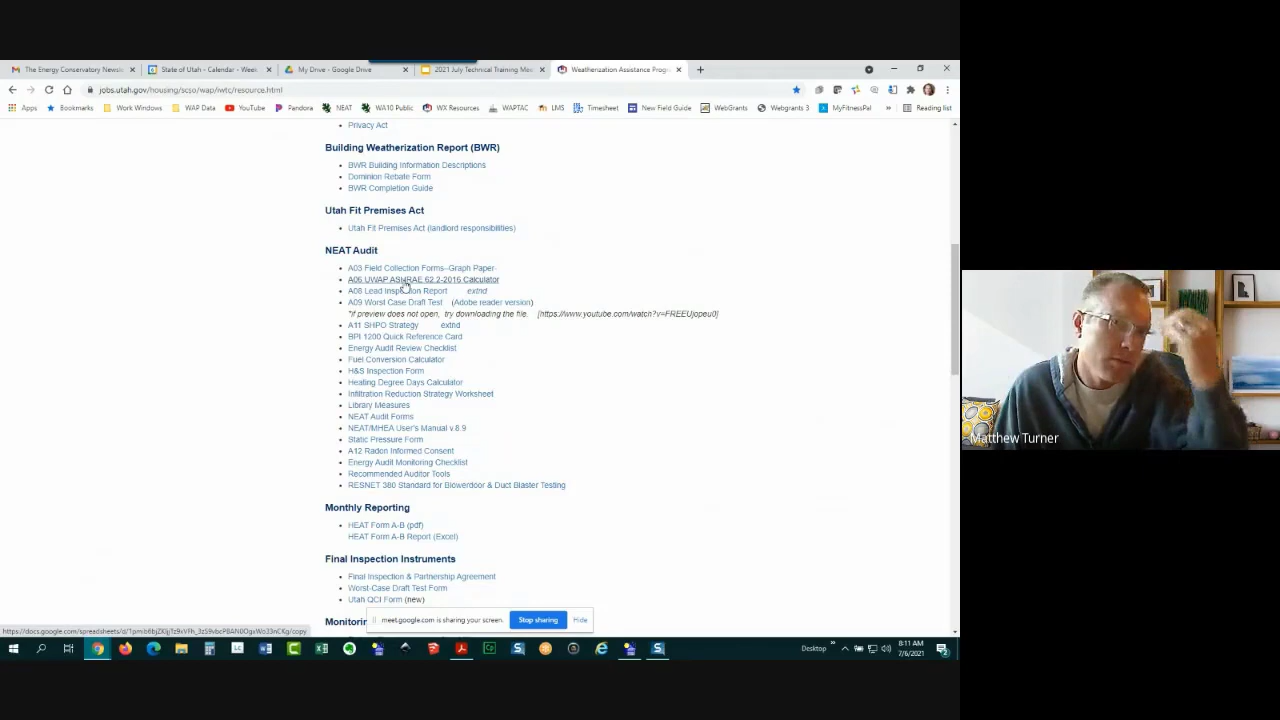 The Energy Conservatory Newsle
State of Utah - Calendar - Week
My Drive - Google Drive
2021 July Technical Training Mee
Weatherization Assistance Prog
jobs.utah.gov/housing/scso/wap/iwtc/resource.html
Apps
Bookmarks
Work Windows
WAP Data
YouTube
Pandora
NEAT
WA10 Public
WX Resources
WAPTAC
LMS
Timesheet
New Field Guide
WebGrants
Webgrants 3
MyFitnessPal
Reading list
Privacy Act
Building Weatherization Report (BWR)
BWR Building Information Descriptions
Dominion Rebate Form
BWR Completion Guide
Utah Fit Premises Act
Utah Fit Premises Act (landlord responsibilities)
NEAT Audit
A03 Field Collection Forms--Graph Paper
A06 UWAP ASHRAE 62.2-2016 Calculator
A08 Lead Inspection Report extnd
A09 Worst Case Draft Test (Adobe reader version)
*if preview does not open, try downloading the file. [https://www.youtube.com/watch?v=FREEUjopeu0]
A11 SHPO Strategy extnd
BPI 1200 Quick Reference Card
Energy Audit Review Checklist
Fuel Conversion Calculator
H&S Inspection Form
Heating Degree Days Calculator
Infiltration Reduction Strategy Worksheet
Library Measures
NEAT Audit Forms
NEAT/MHEA User's Manual v.8.9
Static Pressure Form
A12 Radon Informed Consent
Energy Audit Monitoring Checklist
Recommended Auditor Tools
RESNET 380 Standard for Blowerdoor & Duct Blaster Testing
Monthly Reporting
HEAT Form A-B (pdf)
HEAT Form A-B Report (Excel)
Final Inspection Instruments
Final Inspection & Partnership Agreement
Worst-Case Draft Test Form
Utah QCI Form (new)
Monitorin
meet.google.com is sharing your screen.
Stop sharing
Hide
Desktop
8:11 AM
7/6/2021
Matthew Turner